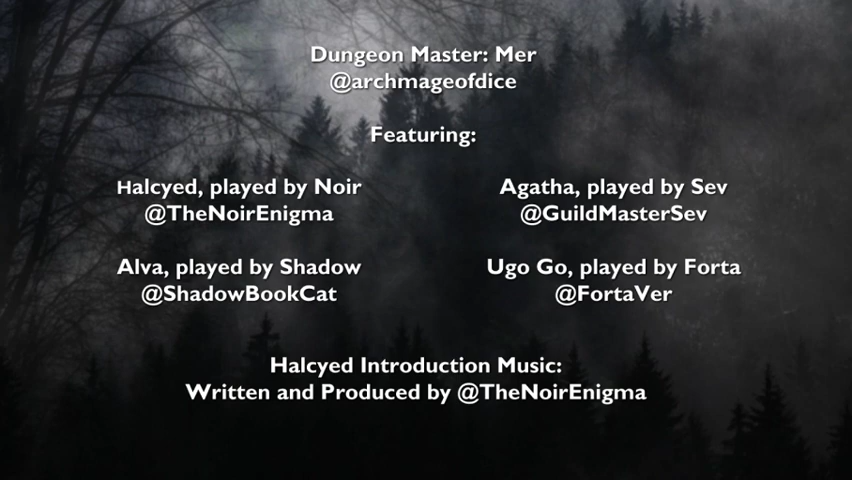 Dungeon Master: Mer
@archmageofdice
Featuring:
Halcyed, played by Noir
@TheNoirEnigma
Agatha, played by Sev
@GuildMasterSev
Alva, played by Shadow
@ShadowBookCat
Ugo Go, played by Forta
@FortaVer
Halcyed Introduction Music:
Written and Produced by @TheNoirEnigma